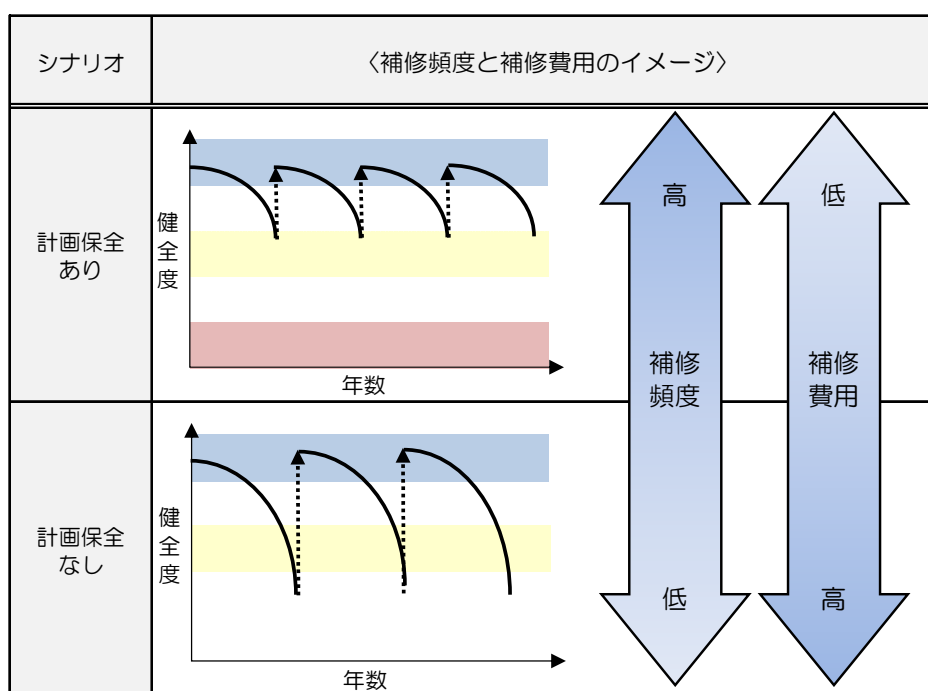 シナリオ
〈補修頻度と補修費用のイメージ〉
計画保全
あり
健
全
度
年数
高
低
補修
頻度
補修
費用
計画保全
なし
健
全
度
年数
低
高